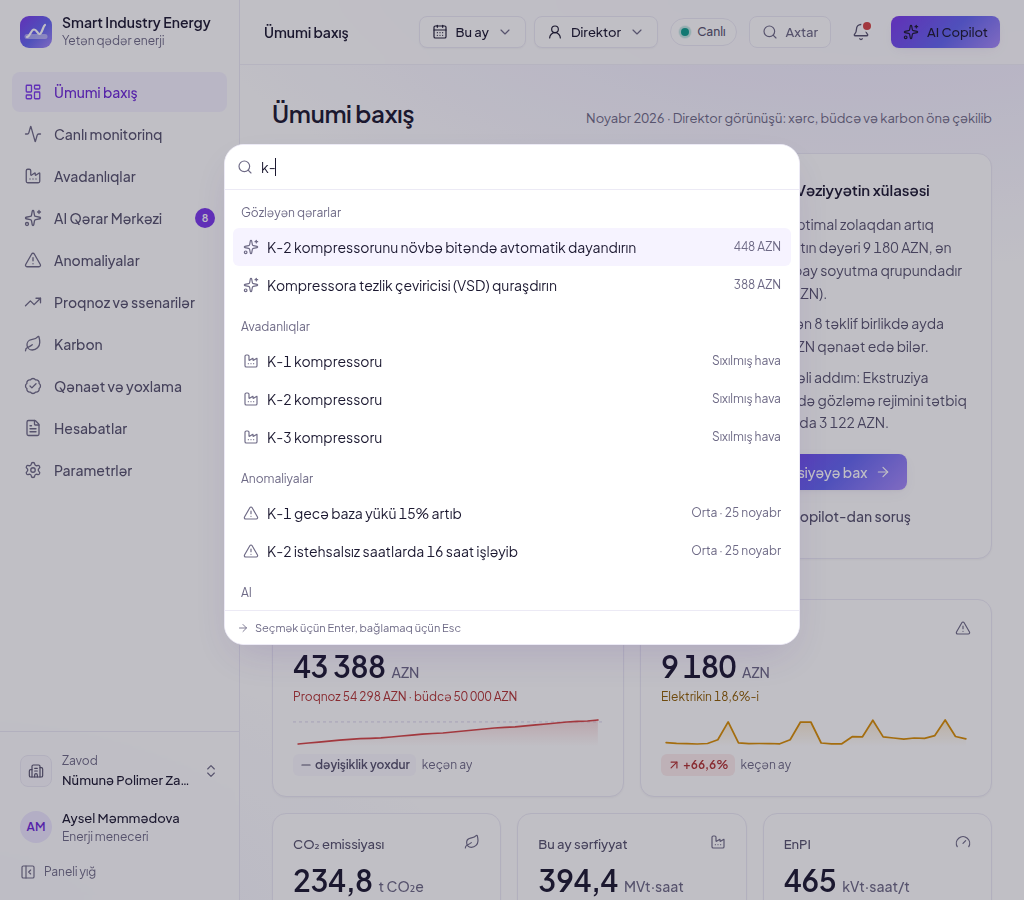 Smart Industry Energy
Yetən qədər enerji
Ümumi baxış
Canlı monitorinq
Avadanlıqlar
AI Qərar Mərkəzi
8
Anomaliyalar
Proqnoz və ssenarilər
Karbon
Qənaət və yoxlama
Hesabatlar
Parametrlər
Zavod
Nümunə Polimer Za...
AM
Aysel Məmmədova
Enerji meneceri
Paneli yığ
Ümumi baxış
Bu ay
Direktor
Canlı
Axtar
AI Copilot
Ümumi baxış
Noyabr 2026 · Direktor görünüşü: xərc, büdcə və karbon önə çəkilib
k-
Gözləyən qərarlar
K-2 kompressorunu növbə bitəndə avtomatik dayandırın
448 AZN
Kompressora tezlik çeviricisi (VSD) quraşdırın
388 AZN
Avadanlıqlar
K-1 kompressoru
Sıxılmış hava
K-2 kompressoru
Sıxılmış hava
K-3 kompressoru
Sıxılmış hava
Anomaliyalar
K-1 gecə baza yükü 15% artıb
Orta · 25 noyabr
K-2 istehsalsız saatlarda 16 saat işləyib
Orta · 25 noyabr
AI
Seçmək üçün Enter, bağlamaq üçün Esc
Vəziyyətin xülasəsi
ptimal zolaqdan artıq
tın dəyəri 9 180 AZN, ən
bay soyutma qrupundadır
ZN).
ən 8 təklif birlikdə ayda
ZN qənaət edə bilər.
əli addım: Ekstruziya
də gözləmə rejimini tətbiq
da 3 122 AZN.
siyəyə bax
opilot-dan soruş
43 388 AZN
Proqnoz 54 298 AZN · büdcə 50 000 AZN
— dəyişiklik yoxdur keçən ay
9 180 AZN
Elektrikin 18,6%-i
+66,6% keçən ay
CO₂ emissiyası
234,8 t CO₂e
Bu ay sərfiyyat
394,4 MVt·saat
EnPI
465 kVt·saat/t